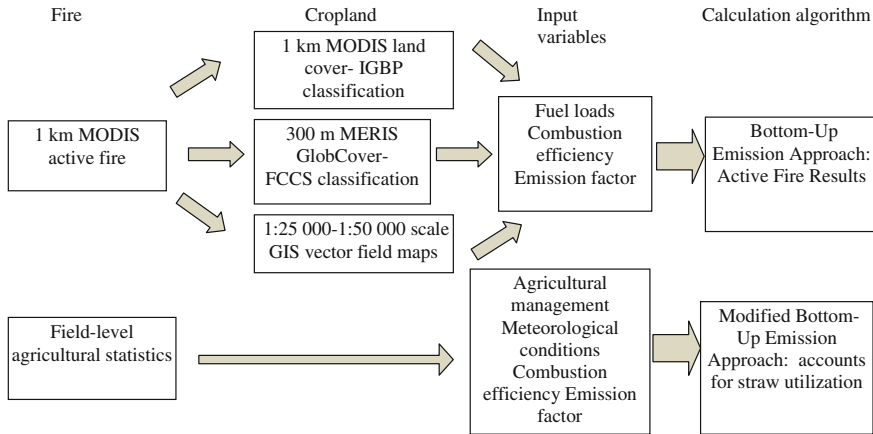 Fire
Cropland
Input
variables
Calculation algorithm
1 km MODIS
active fire
1 km MODIS land
cover- IGBP
classification
300 m MERIS
GlobCover-
FCCS classification
1:25 000-1:50 000 scale
GIS vector field maps
Fuel loads
Combustion
efficiency
Emission factor
Bottom-Up
Emission Approach:
Active Fire Results
Field-level
agricultural statistics
Agricultural
management
Meteorological
conditions
Combustion
efficiency Emission
factor
Modified Bottom-
Up Emission
Approach: accounts
for straw utilization